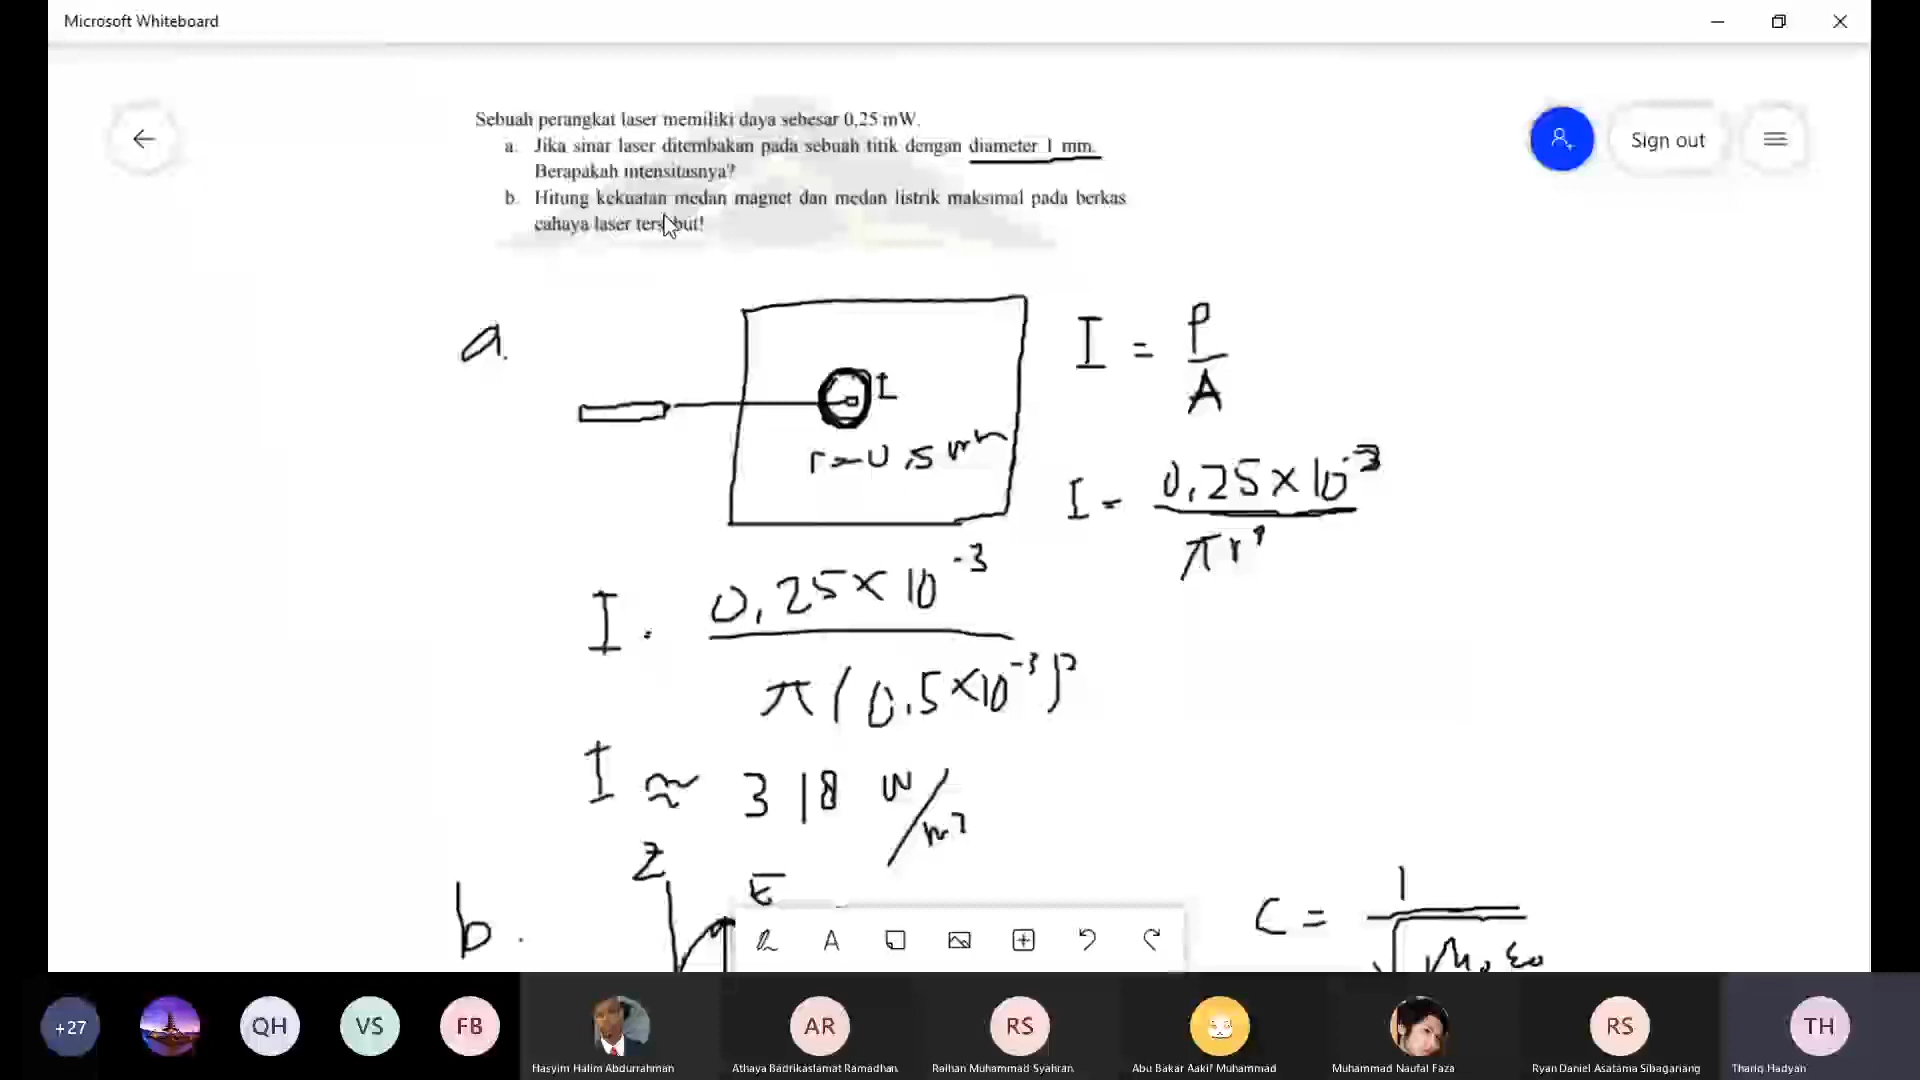 Microsoft Whiteboard
Sign out
Sebuah perangkat laser memiliki daya sebesar 0,25 mW.
a. Jika sinar laser ditembakan pada sebuah titik dengan diameter 1 mm.
Berapakah intensitasnya?
b. Hitung kekuatan medan magnet dan medan listrik maksimal pada berkas
cahaya laser tersebut!
a.
I
r = 0,5 mm
I = P/A
I = 0,25 × 10⁻³ / πr²
I = 0,25 × 10⁻³ / π(0,5 × 10⁻³)²
I ≈ 318 W/m²
b.
Z
E
C = 1/√μ₀ε₀
A
+27
QH
VS
FB
Hasyim Halim Abdurrahman
AR
Athaya Badrikaslamat Ramadhan
RS
Raihan Muhammad Syahran
Abu Bakar Aakif Muhammad
Muhammad Naufal Faza
RS
Ryan Daniel Asatama Sibagariang
TH
Thariq Hadyan